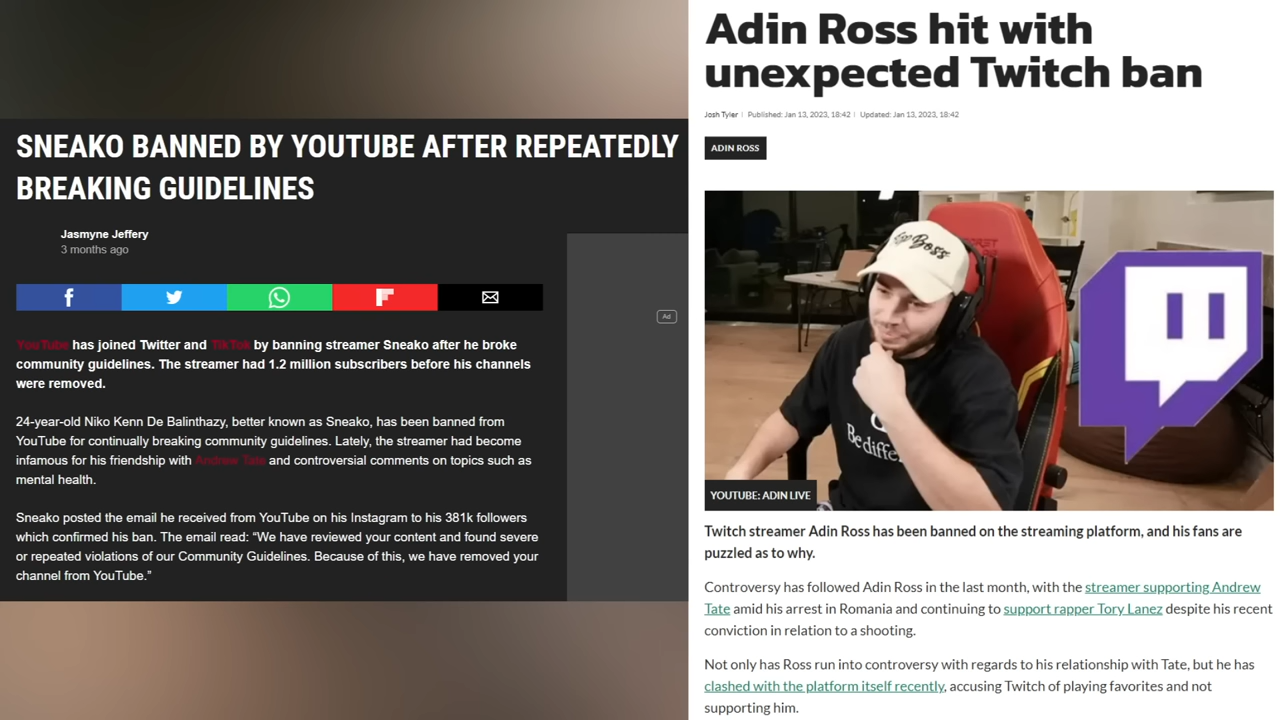 SNEAKO BANNED BY YOUTUBE AFTER REPEATEDLY
BREAKING GUIDELINES
Jasmyne Jeffery
3 months ago
Ad
YouTube has joined Twitter and TikTok by banning streamer Sneako after he broke
community guidelines. The streamer had 1.2 million subscribers before his channels
were removed.
24-year-old Niko Kenn De Balinthazy, better known as Sneako, has been banned from
YouTube for continually breaking community guidelines. Lately, the streamer had become
infamous for his friendship with Andrew Tate and controversial comments on topics such as
mental health.
Sneako posted the email he received from YouTube on his Instagram to his 381k followers
which confirmed his ban. The email read: “We have reviewed your content and found severe
or repeated violations of our Community Guidelines. Because of this, we have removed your
channel from YouTube.”
Adin Ross hit with
unexpected Twitch ban
Josh Tyler | Published: Jan 13, 2023, 18:42 | Updated: Jan 13, 2023, 18:42
ADIN ROSS
Boss
Be diffe
YOUTUBE: ADIN LIVE
Twitch streamer Adin Ross has been banned on the streaming platform, and his fans are
puzzled as to why.
Controversy has followed Adin Ross in the last month, with the streamer supporting Andrew
Tate amid his arrest in Romania and continuing to support rapper Tory Lanez despite his recent
conviction in relation to a shooting.
Not only has Ross run into controversy with regards to his relationship with Tate, but he has
clashed with the platform itself recently, accusing Twitch of playing favorites and not
supporting him.